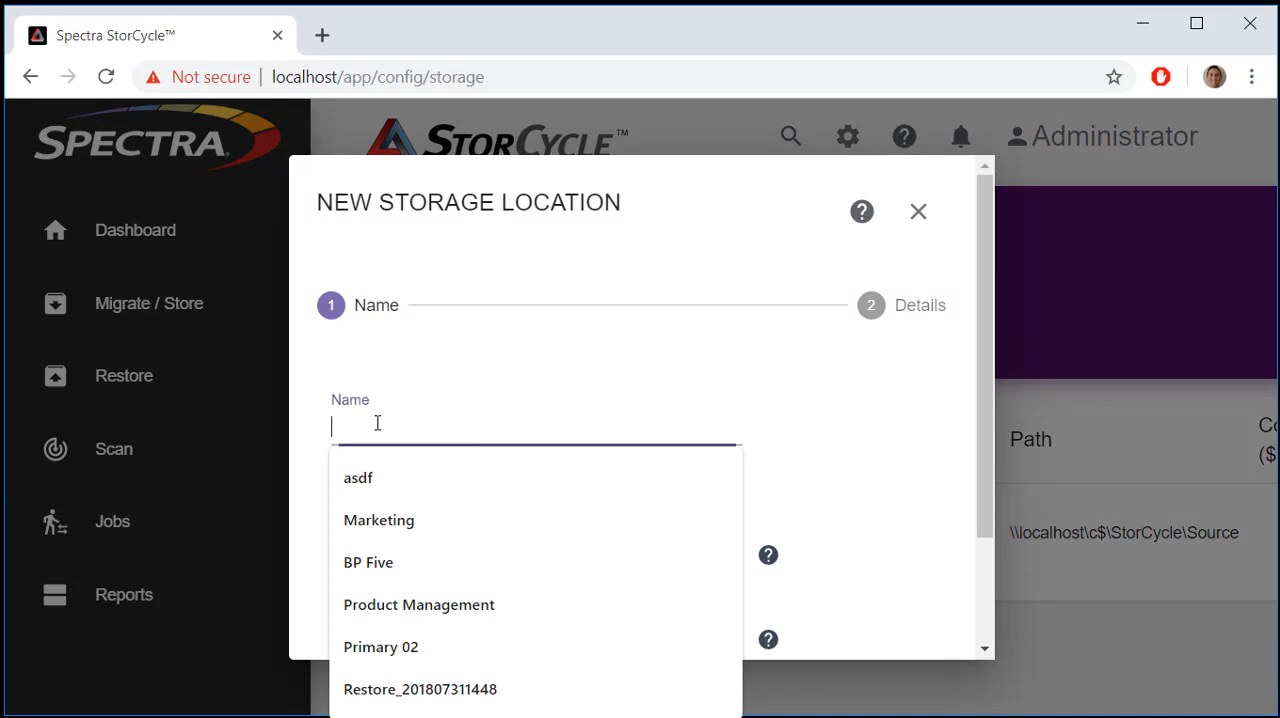 Spectra StorCycle™
Not secure
localhost/app/config/storage
SPECTRA
STORCYCLE™
Administrator
Dashboard
Migrate / Store
Restore
Scan
Jobs
Reports
NEW STORAGE LOCATION
1 Name
2 Details
Name
asdf
Marketing
BP Five
Product Management
Primary 02
Restore_201807311448
Path
($)
\\localhost\c$\StorCycle\Source